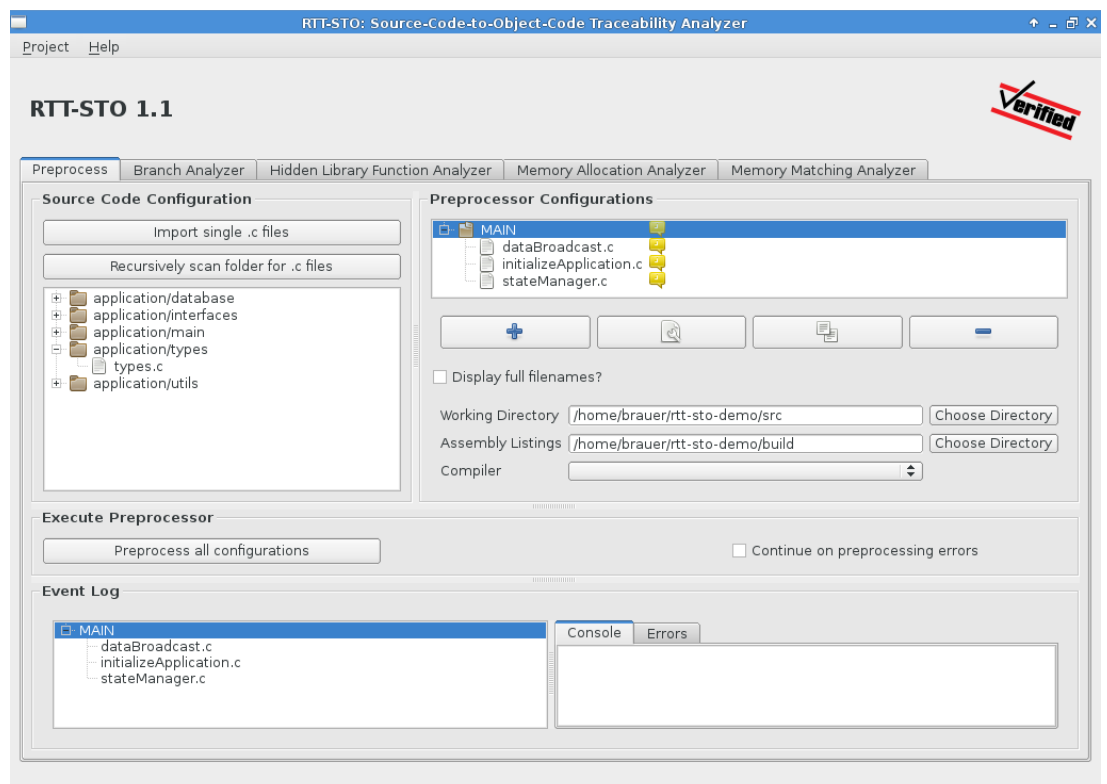 RTT-STO: Source-Code-to-Object-Code Traceability Analyzer
Project Help
RTT-STO 1.1
Verified
Preprocess Branch Analyzer Hidden Library Function Analyzer Memory Allocation Analyzer Memory Matching Analyzer
Source Code Configuration
Import single .c files
Recursively scan folder for .c files
application/database
application/interfaces
application/main
application/types
types.c
application/utils
Preprocessor Configurations
MAIN
dataBroadcast.c
initializeApplication.c
stateManager.c
Display full filenames?
Working Directory /home/brauer/rtt-sto-demo/src Choose Directory
Assembly Listings /home/brauer/rtt-sto-demo/build Choose Directory
Compiler
Execute Preprocessor
Preprocess all configurations Continue on preprocessing errors
Event Log
MAIN
dataBroadcast.c
initializeApplication.c
stateManager.c
Console Errors